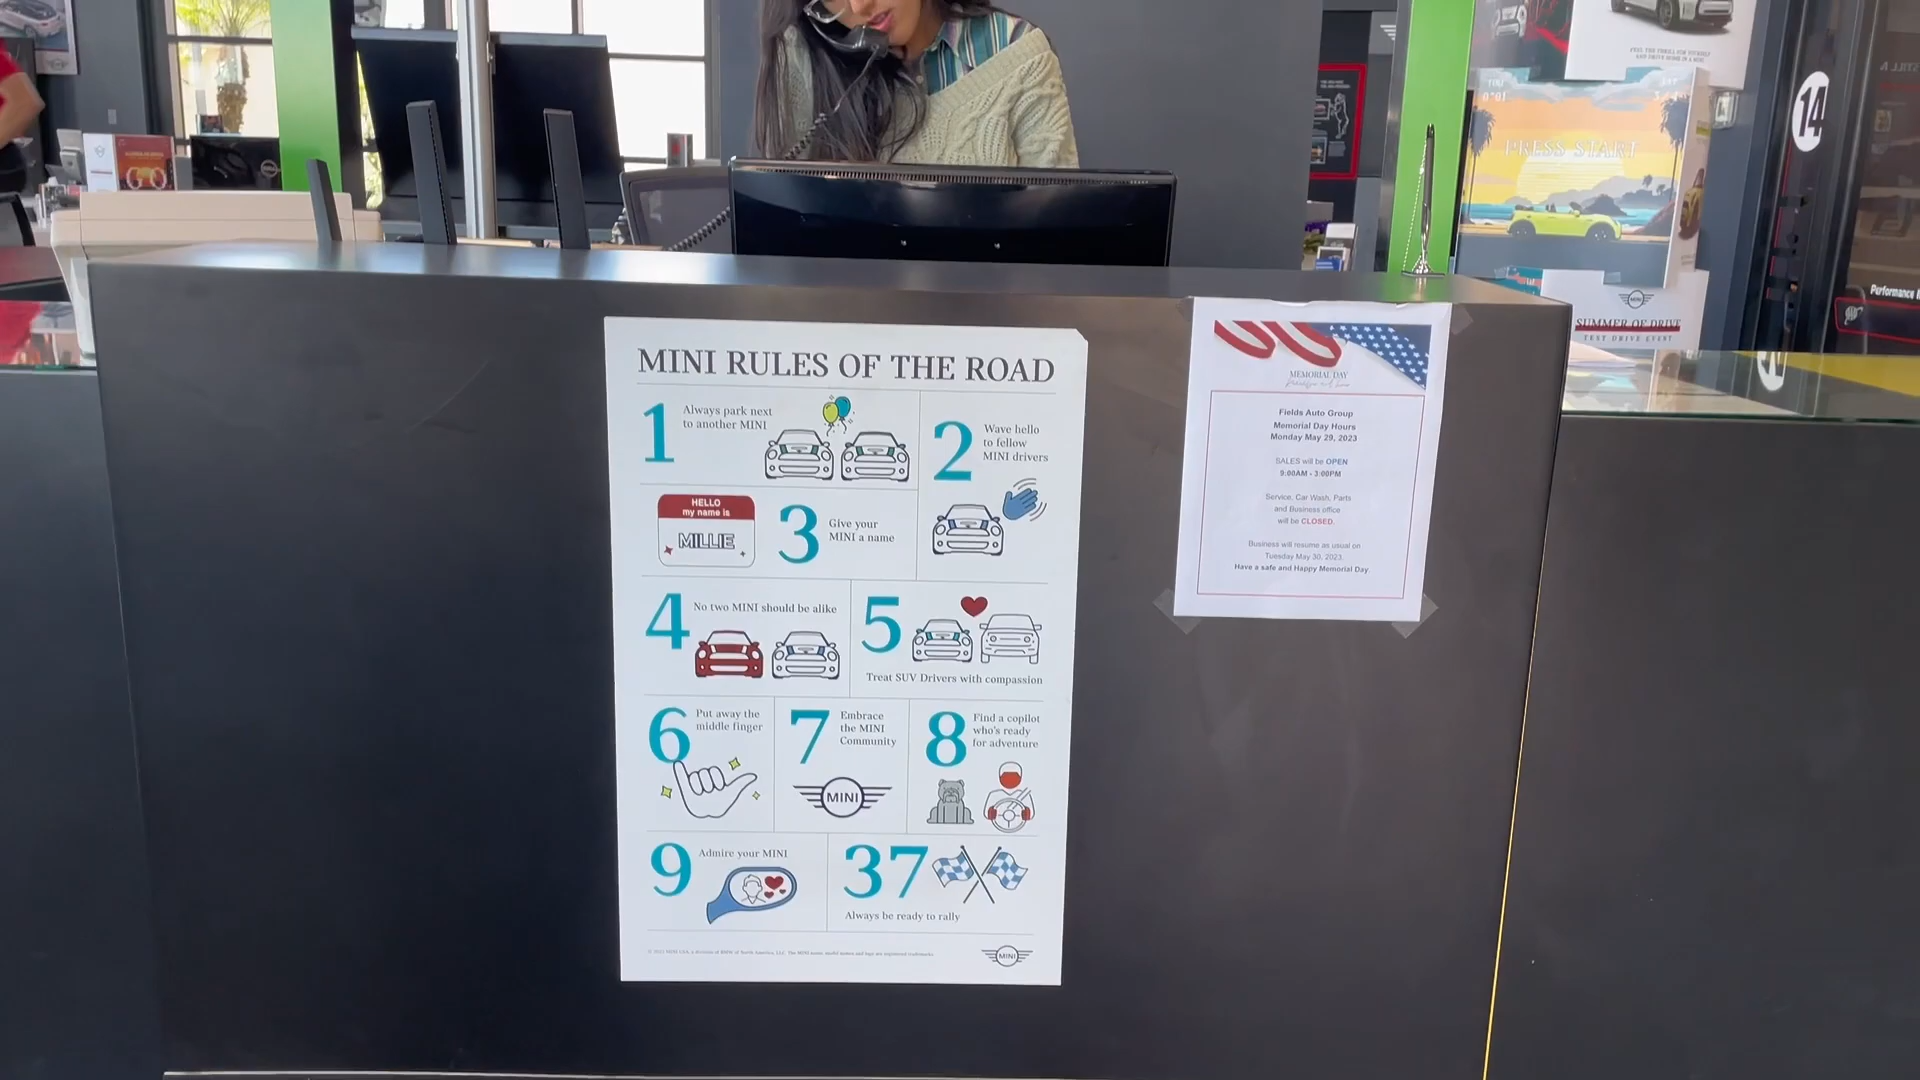 MINI RULES OF THE ROAD
1
Always park next
to another MINI
2
Wave hello
to fellow
MINI drivers
HELLO
my name is
MILLIE
3
Give your
MINI a name
4
No two MINI should be alike
5
Treat SUV Drivers with compassion
6
Put away the
middle finger
7
Embrace
the MINI
Community
MINI
8
Find a copilot
who's ready
for adventure
9
Admire your MINI
37
Always be ready to rally
MINI
MEMORIAL DAY
Fields Auto Group
Memorial Day Hours
Monday May 29, 2023
SALES will be OPEN
9:00AM - 3:00PM
Service, Car Wash, Parts
and Business office
will be CLOSED.
Business will resume as usual on
Tuesday May 30, 2023.
Have a safe and Happy Memorial Day.
PRESS START
MINI
SUMMER OF DRIVE
TEST DRIVE EVENT
14
Performance